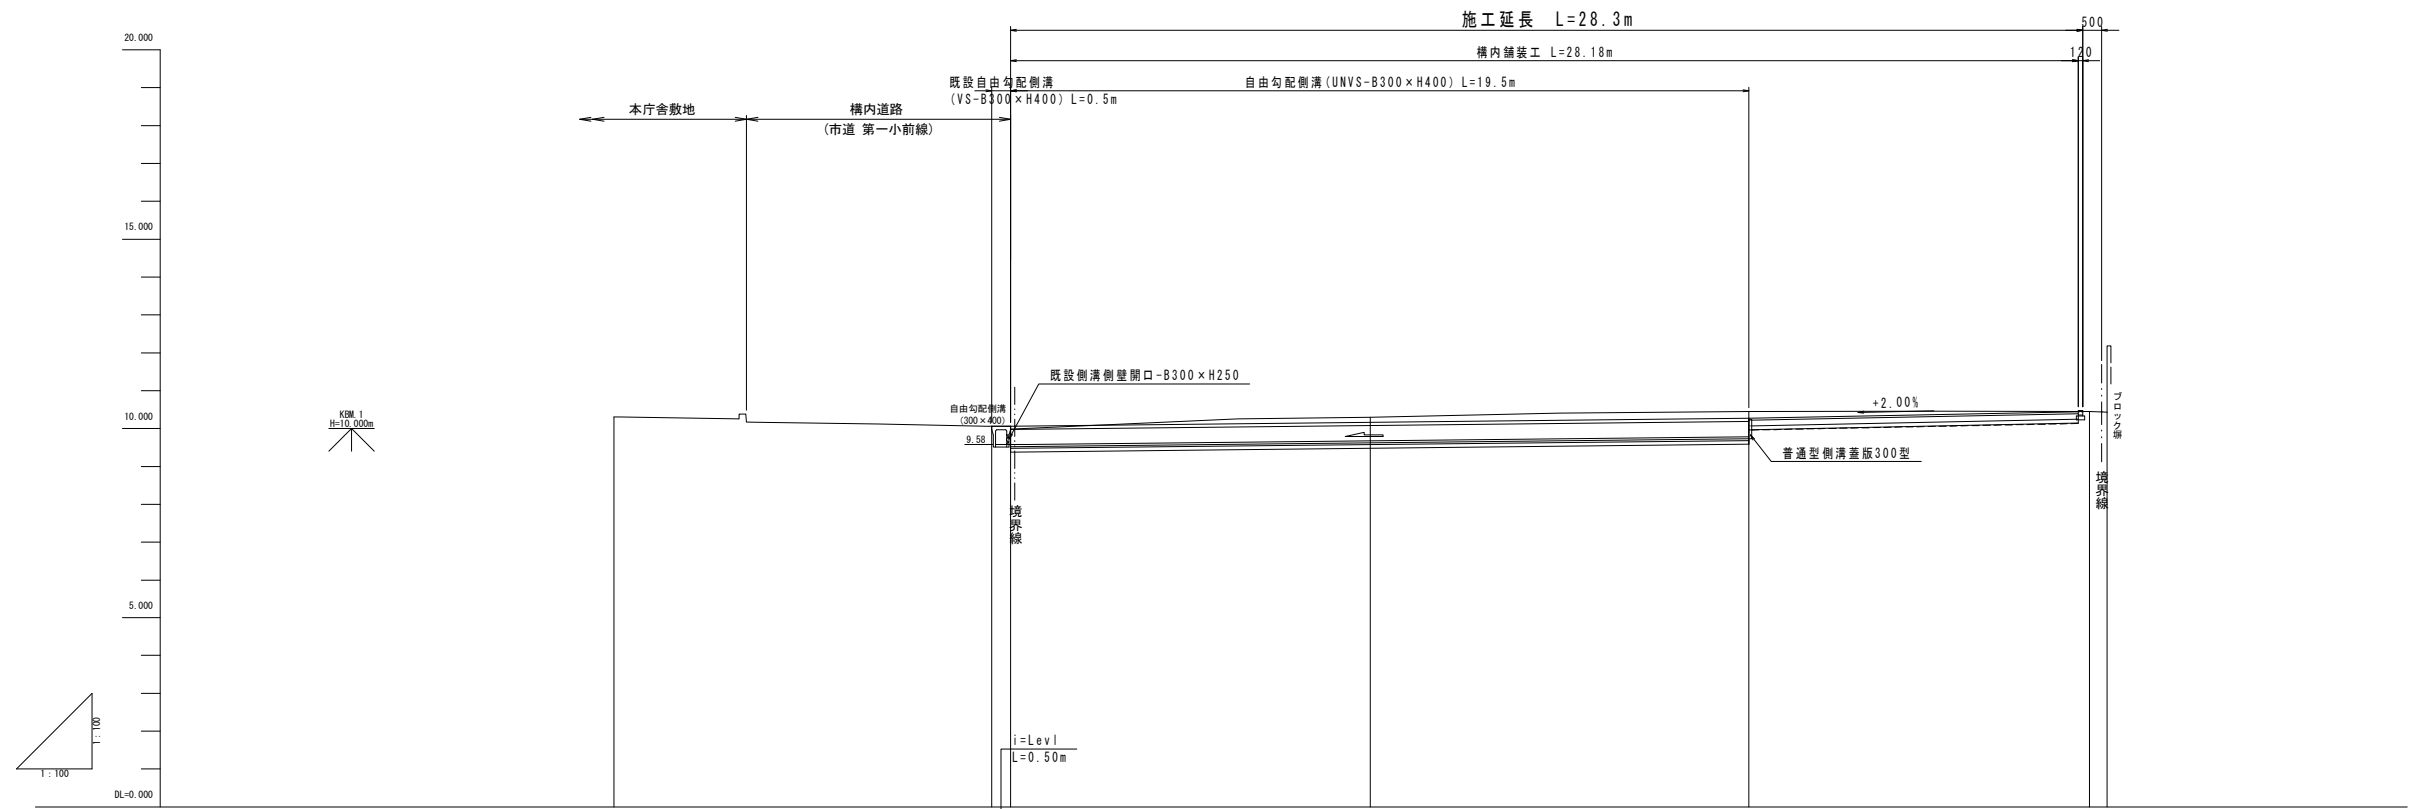 施工延長 L=28.3m
500
構内舗装工 L=28.18m
120
既設自由勾配側溝
(VS-B300×H400) L=0.5m
自由勾配側溝(UNVS-B300×H400) L=19.5m
本庁舎敷地
構内道路
(市道 第一小前線)
20.000
15.000
10.000
5.000
DL=0.000
KBM.1
H=10.000m
既設側溝側壁開口-B300×H250
自由勾配側溝
(300×400)
9.58
+2.00%
普通型側溝蓋版300型
ブロック塀
境界線
境界線
i=Levl
L=0.50m
1:100
1:100